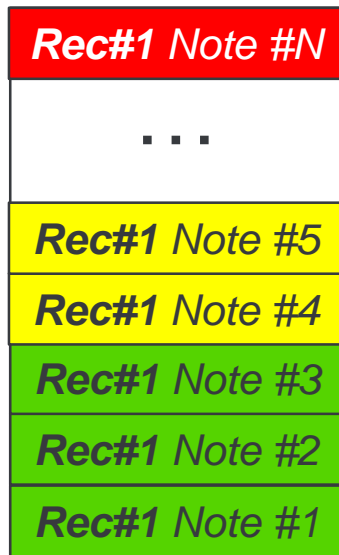 Rec#1 Note #N
...
Rec#1 Note #5
Rec#1 Note #4
Rec#1 Note #3
Rec#1 Note #2
Rec#1 Note #1